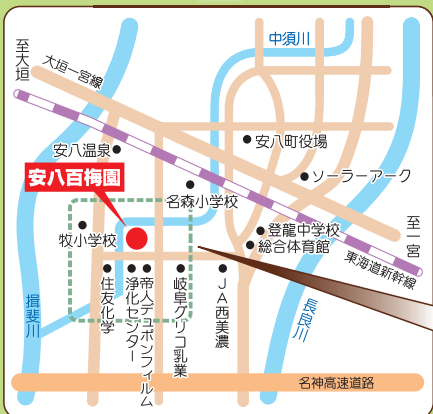 中須川
至大垣
大垣一宮線
安八温泉
安八町役場
安八百梅園
ソーラーアーク
名森小学校
至一宮
牧小学校
登龍中学校
総合体育館
東海道新幹線
揖斐川
住友化学
浄化センター
帝人デュポンフィルム
岐阜グリコ乳業
JA西美濃
長良川
名神高速道路